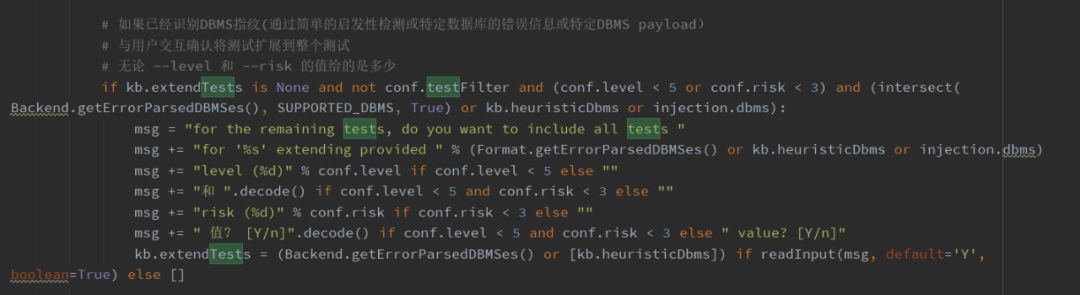 # 如果已经识别DBMS指纹(通过简单的启发性检测或特定数据库的错误信息或特定DBMS payload)
# 与用户交互确认将测试扩展到整个测试
# 无论 --level 和 --risk 的值给的是多少
if kb.extendTests is None and not conf.testFilter and (conf.level < 5 or conf.risk < 3) and (intersect(
Backend.getErrorParsedDBMSes(), SUPPORTED_DBMS, True) or kb.heuristicDbms or injection.dbms):
msg = "for the remaining tests, do you want to include all tests "
msg += "for '%s' extending provided " % (Format.getErrorParsedDBMSes() or kb.heuristicDbms or injection.dbms)
msg += "level (%d)" % conf.level if conf.level < 5 else ""
msg += "和 ".decode() if conf.level < 5 and conf.risk < 3 else ""
msg += "risk (%d)" % conf.risk if conf.risk < 3 else ""
msg += " 值? [Y/n]".decode() if conf.level < 5 and conf.risk < 3 else " value? [Y/n]"
kb.extendTests = (Backend.getErrorParsedDBMSes() or [kb.heuristicDbms]) if readInput(msg, default='Y',
boolean=True) else []